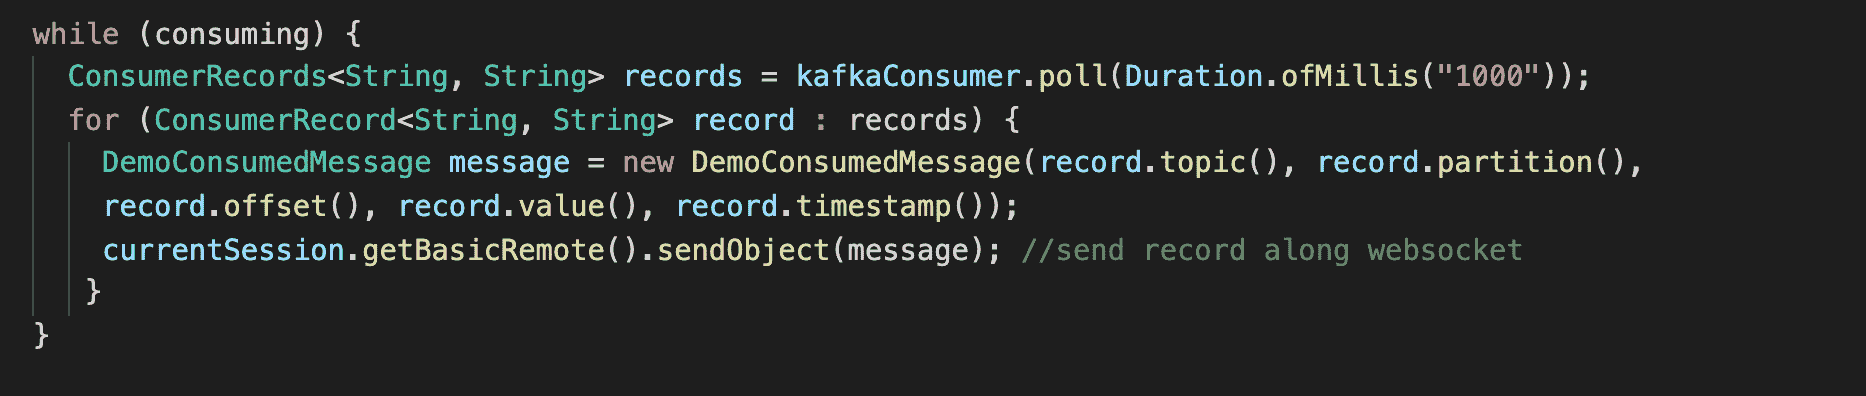 while (consuming) {
ConsumerRecords<String, String> records = kafkaConsumer.poll(Duration.ofMillis("1000"));
for (ConsumerRecord<String, String> record : records) {
DemoConsumedMessage message = new DemoConsumedMessage(record.topic(), record.partition(),
record.offset(), record.value(), record.timestamp());
currentSession.getBasicRemote().sendObject(message); //send record along websocket
}
}